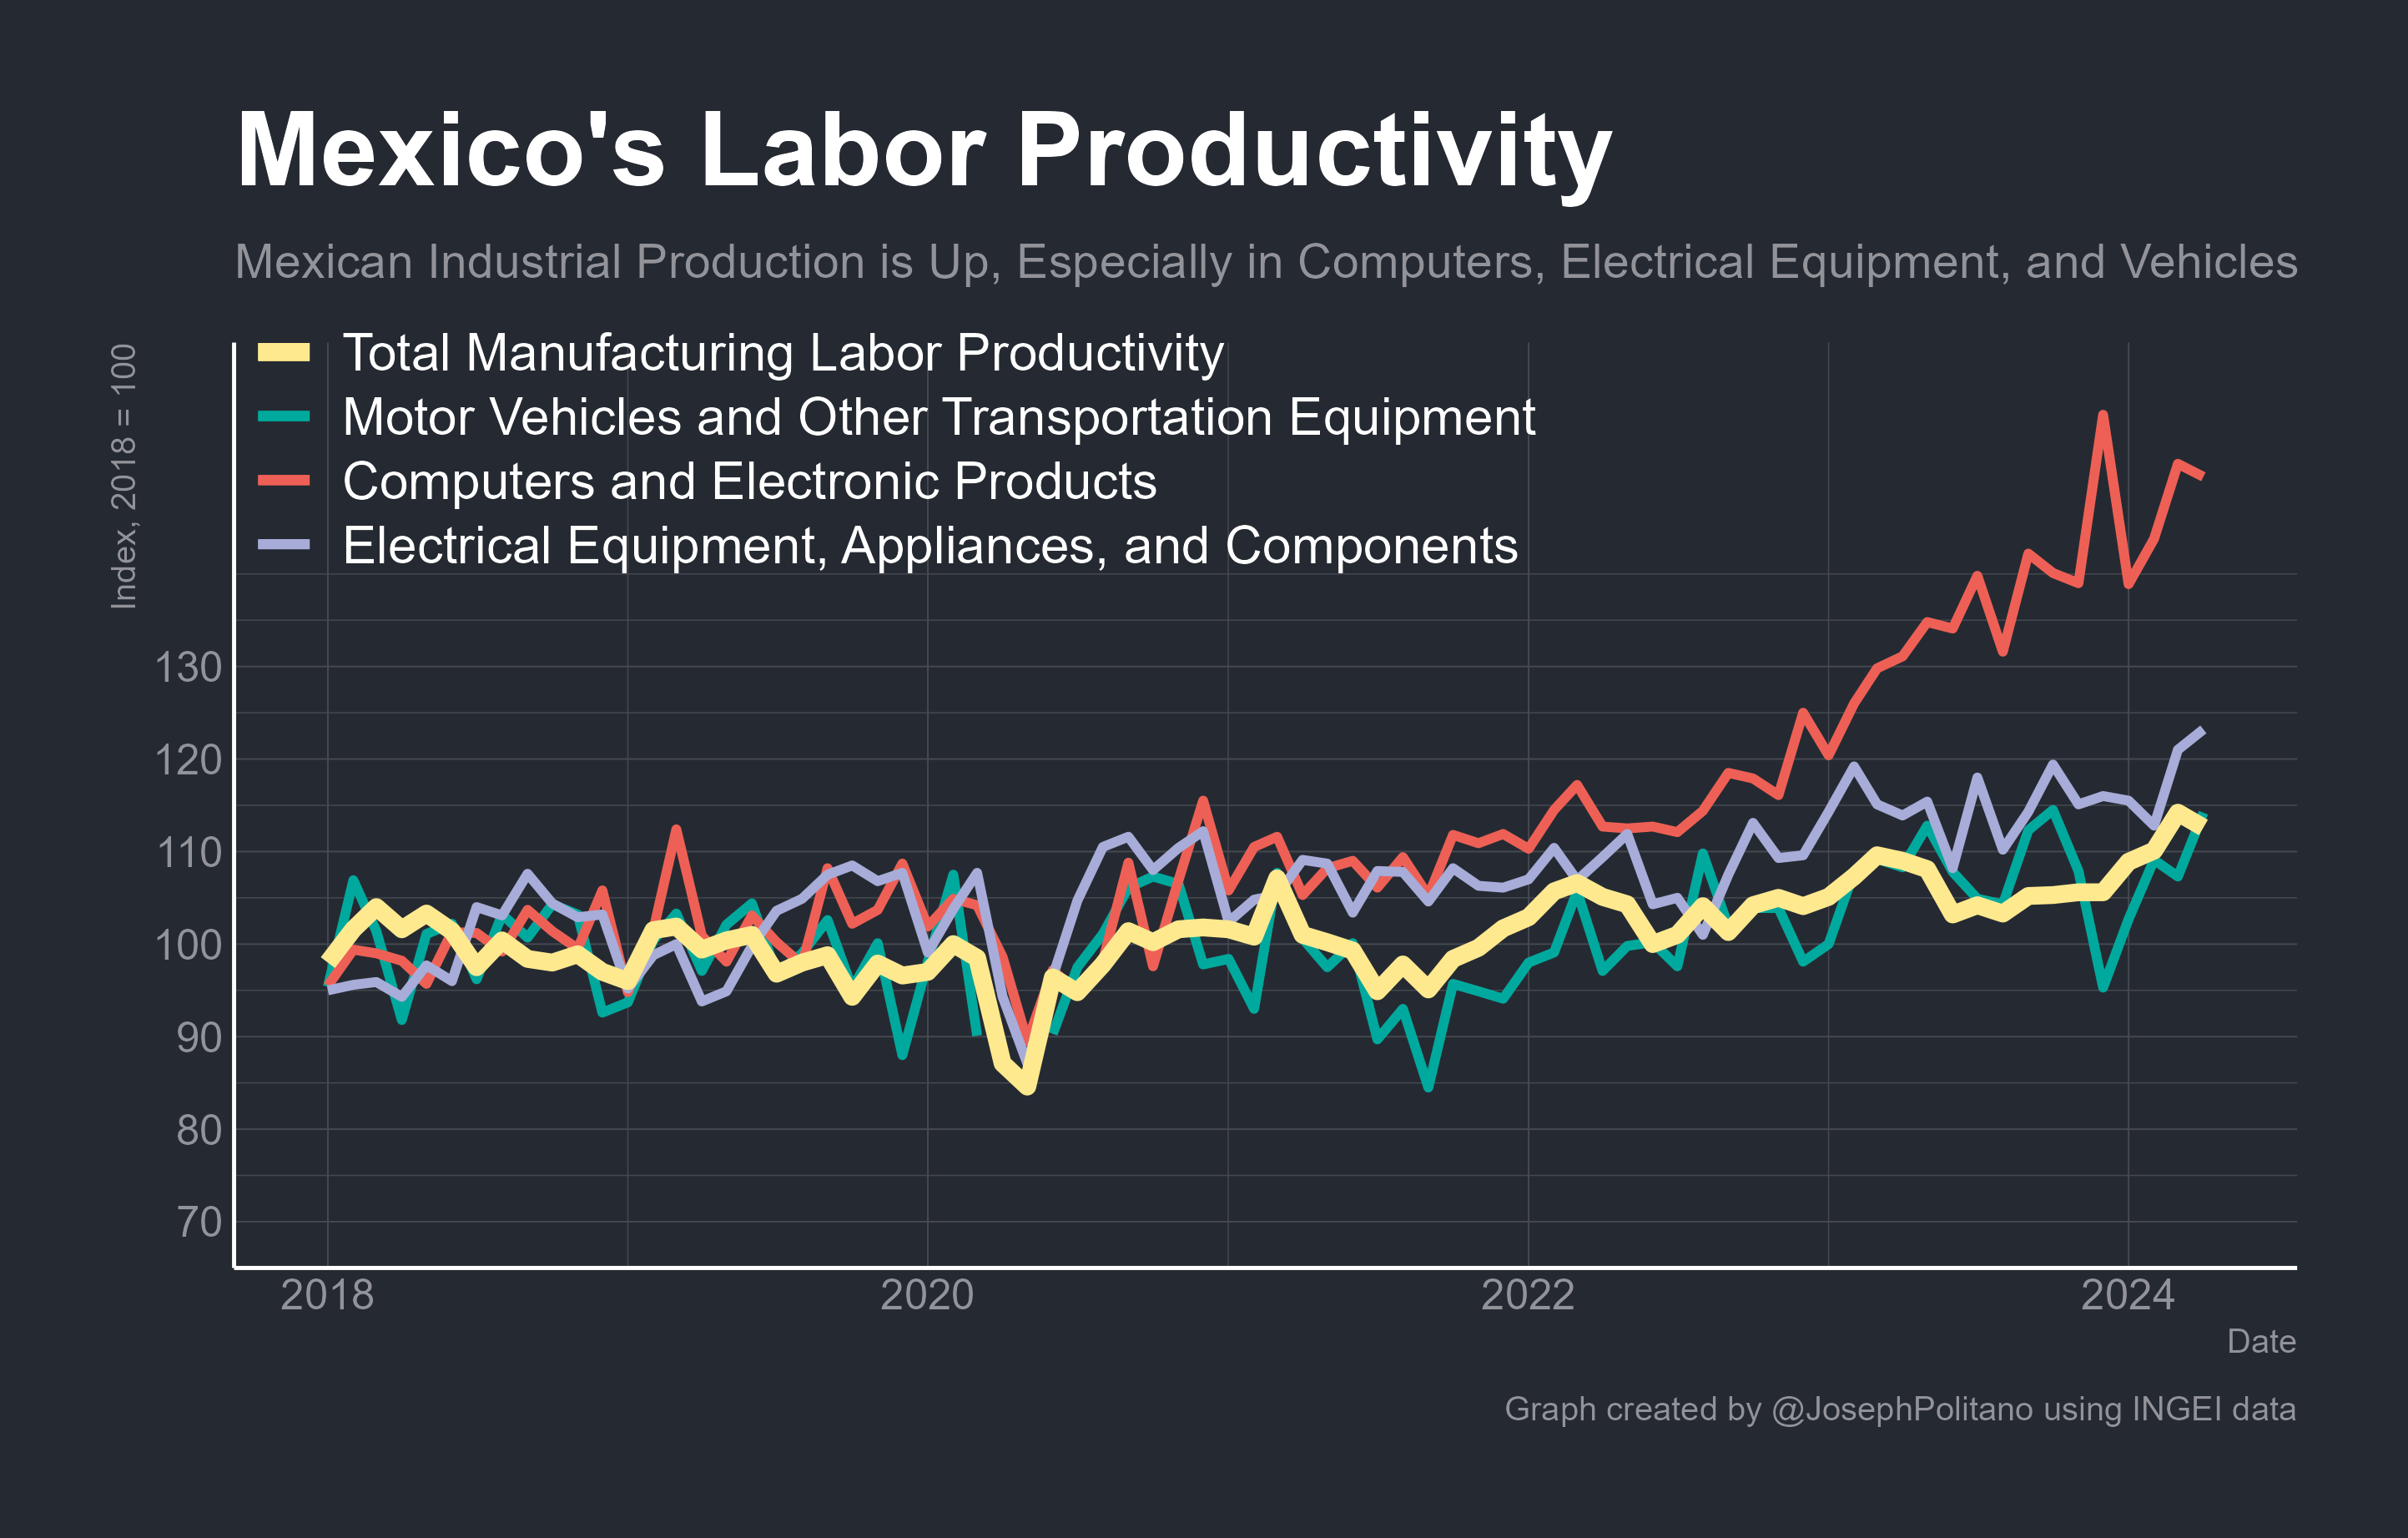 Mexico's Labor Productivity
Mexican Industrial Production is Up, Especially in Computers, Electrical Equipment, and Vehicles
Index, 2018 = 100
Total Manufacturing Labor Productivity
Motor Vehicles and Other Transportation Equipment
Computers and Electronic Products
Electrical Equipment, Appliances, and Components
130
120
110
100
90
80
70
2018 2020 2022 2024
Date
Graph created by @JosephPolitano using INGEI data